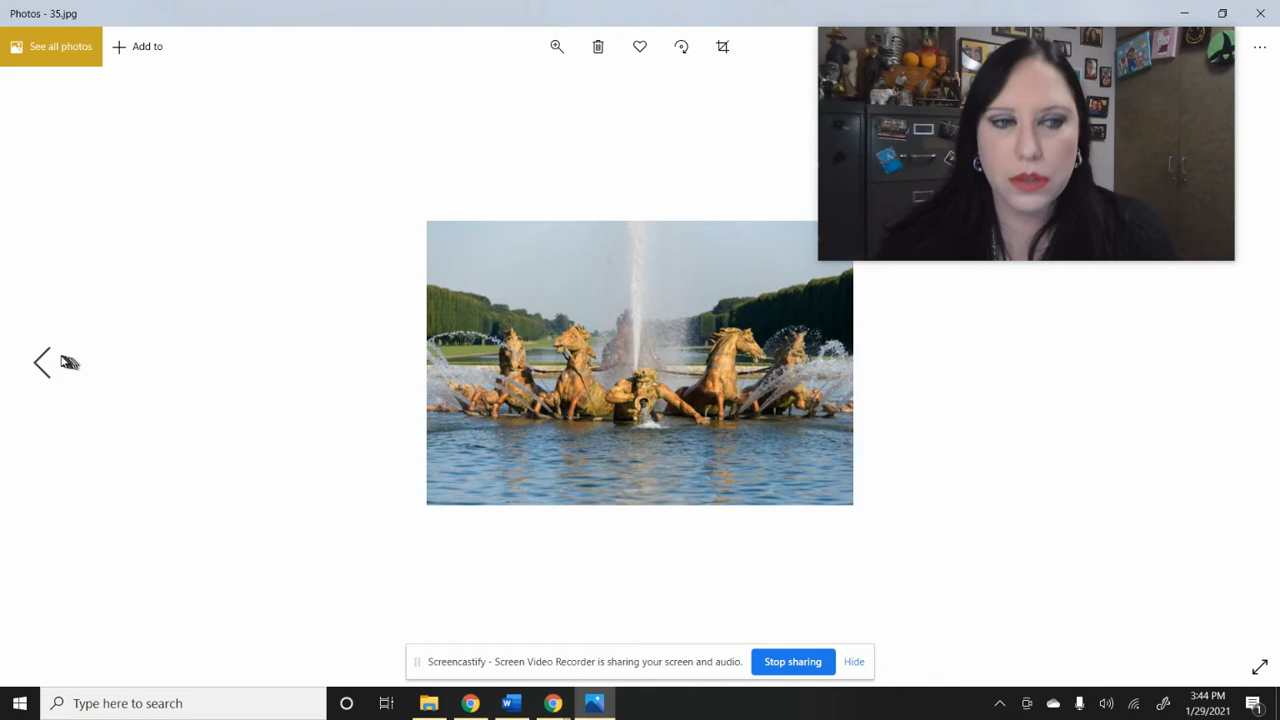 Photos - 35.jpg
See all photos
Add to
Screencastify - Screen Video Recorder is sharing your screen and audio.
Stop sharing
Hide
Type here to search
3:44 PM
1/29/2021
1